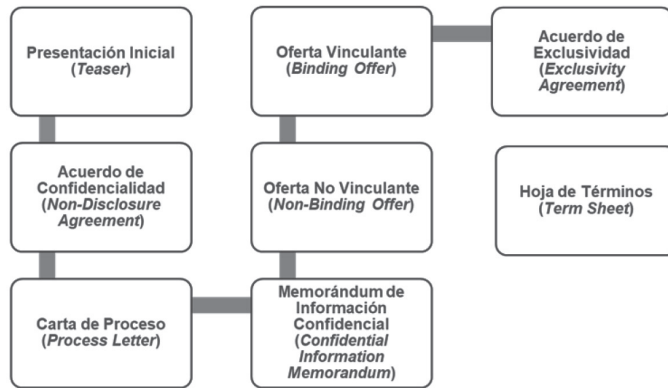 Presentación Inicial
(Teaser)
Acuerdo de
Confidencialidad
(Non-Disclosure
Agreement)
Carta de Proceso
(Process Letter)
Memorándum de
Información
Confidencial
(Confidential
Information
Memorandum)
Oferta No Vinculante
(Non-Binding Offer)
Oferta Vinculante
(Binding Offer)
Acuerdo de
Exclusividad
(Exclusivity
Agreement)
Hoja de Términos
(Term Sheet)